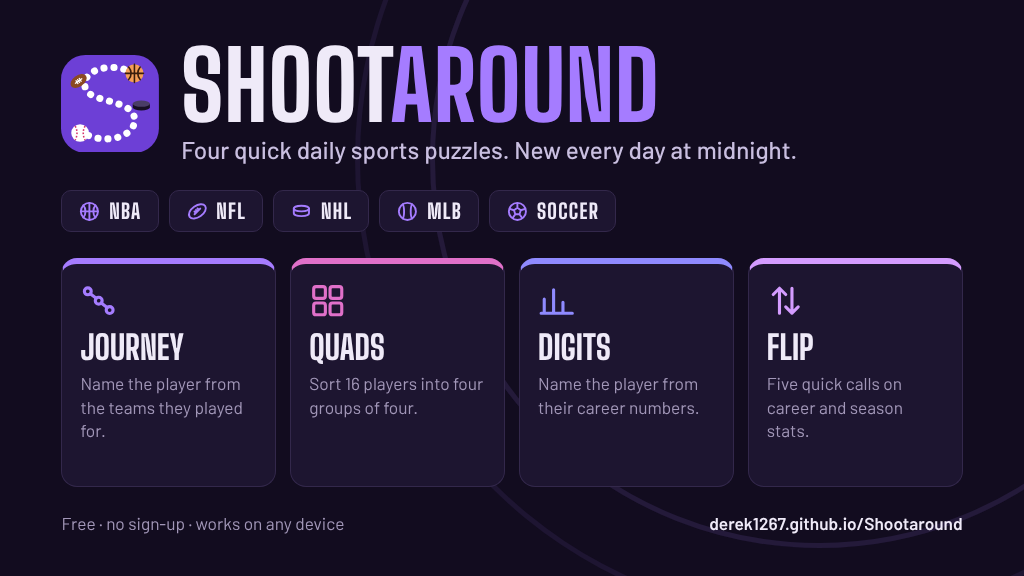 SHOOTAROUND
Four quick daily sports puzzles. New every day at midnight.
NBA
NFL
NHL
MLB
SOCCER
JOURNEY
Name the player from
the teams they played
for.
QUADS
Sort 16 players into four
groups of four.
DIGITS
Name the player from
their career numbers.
FLIP
Five quick calls on
career and season
stats.
Free · no sign-up · works on any device
derek1267.github.io/Shootaround